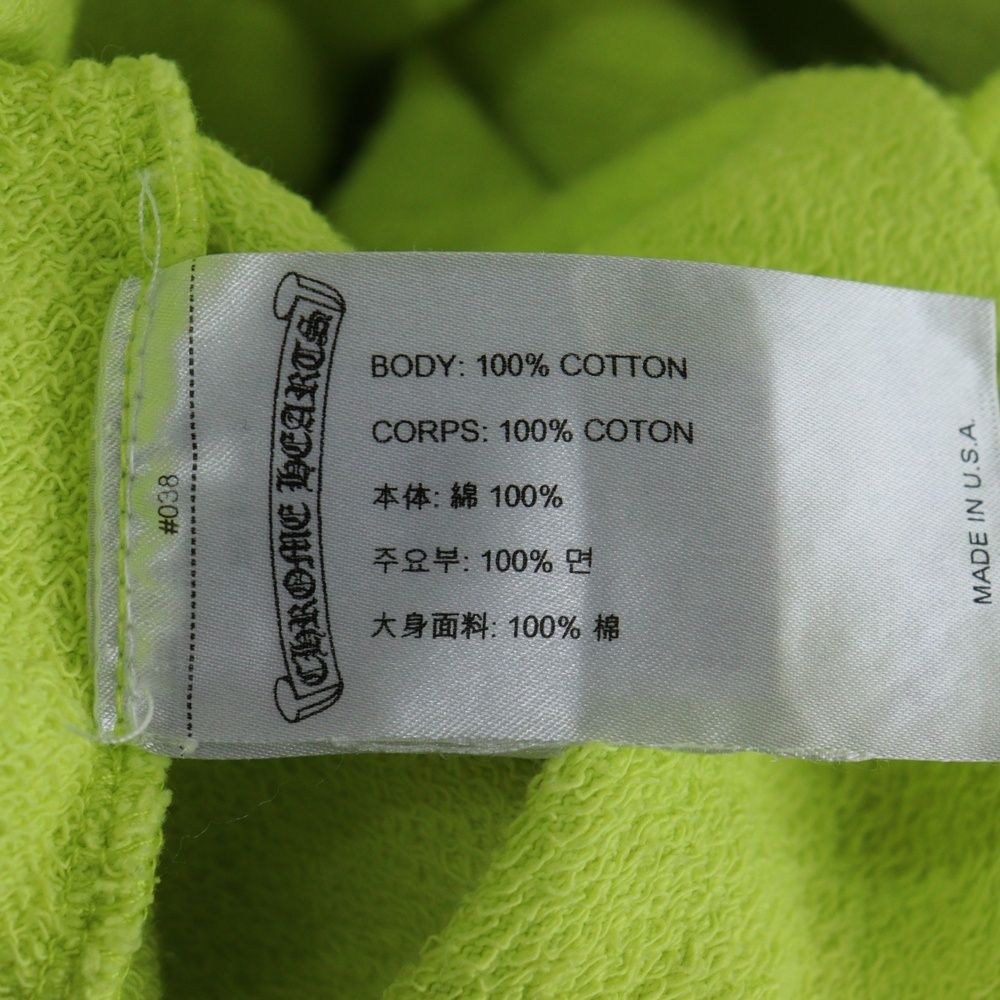 #038
CHROME HEARTS
BODY: 100% COTTON
CORPS: 100% COTON
本体: 綿 100%
주요부: 100% 면
大身面料: 100% 棉
MADE IN U.S.A.